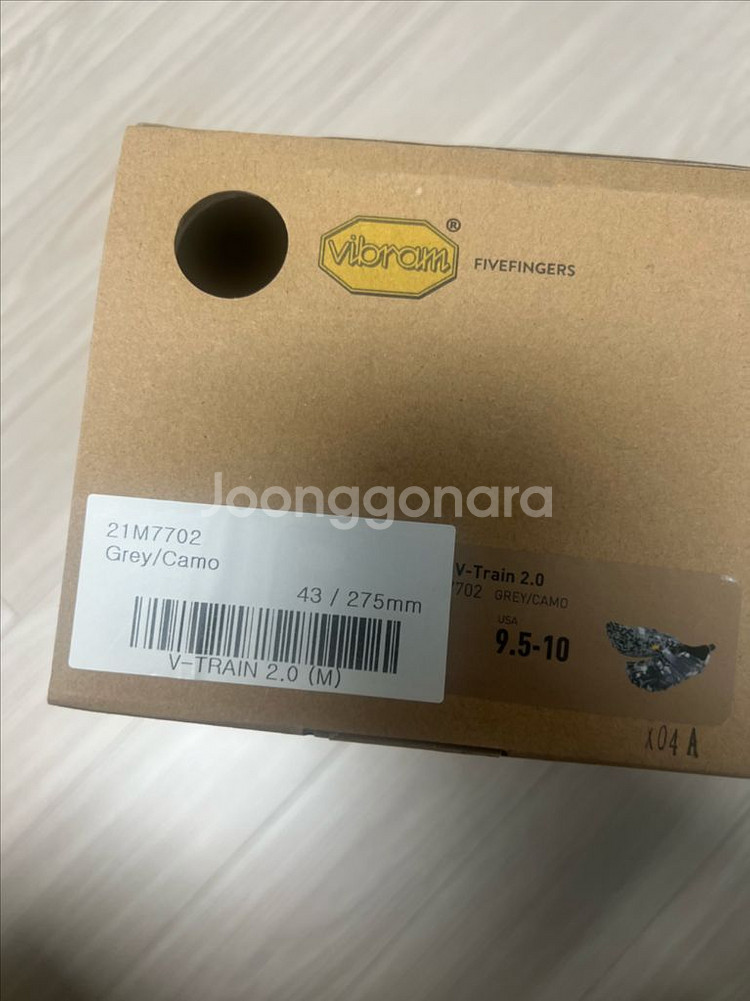 vibram®
FIVEFINGERS
Joonggonara
21M7702
Grey/Camo
43 / 275mm
V-TRAIN 2.0 (M)
V-Train 2.0
7702 GREY/CAMO
USA
9.5-10
X04 A